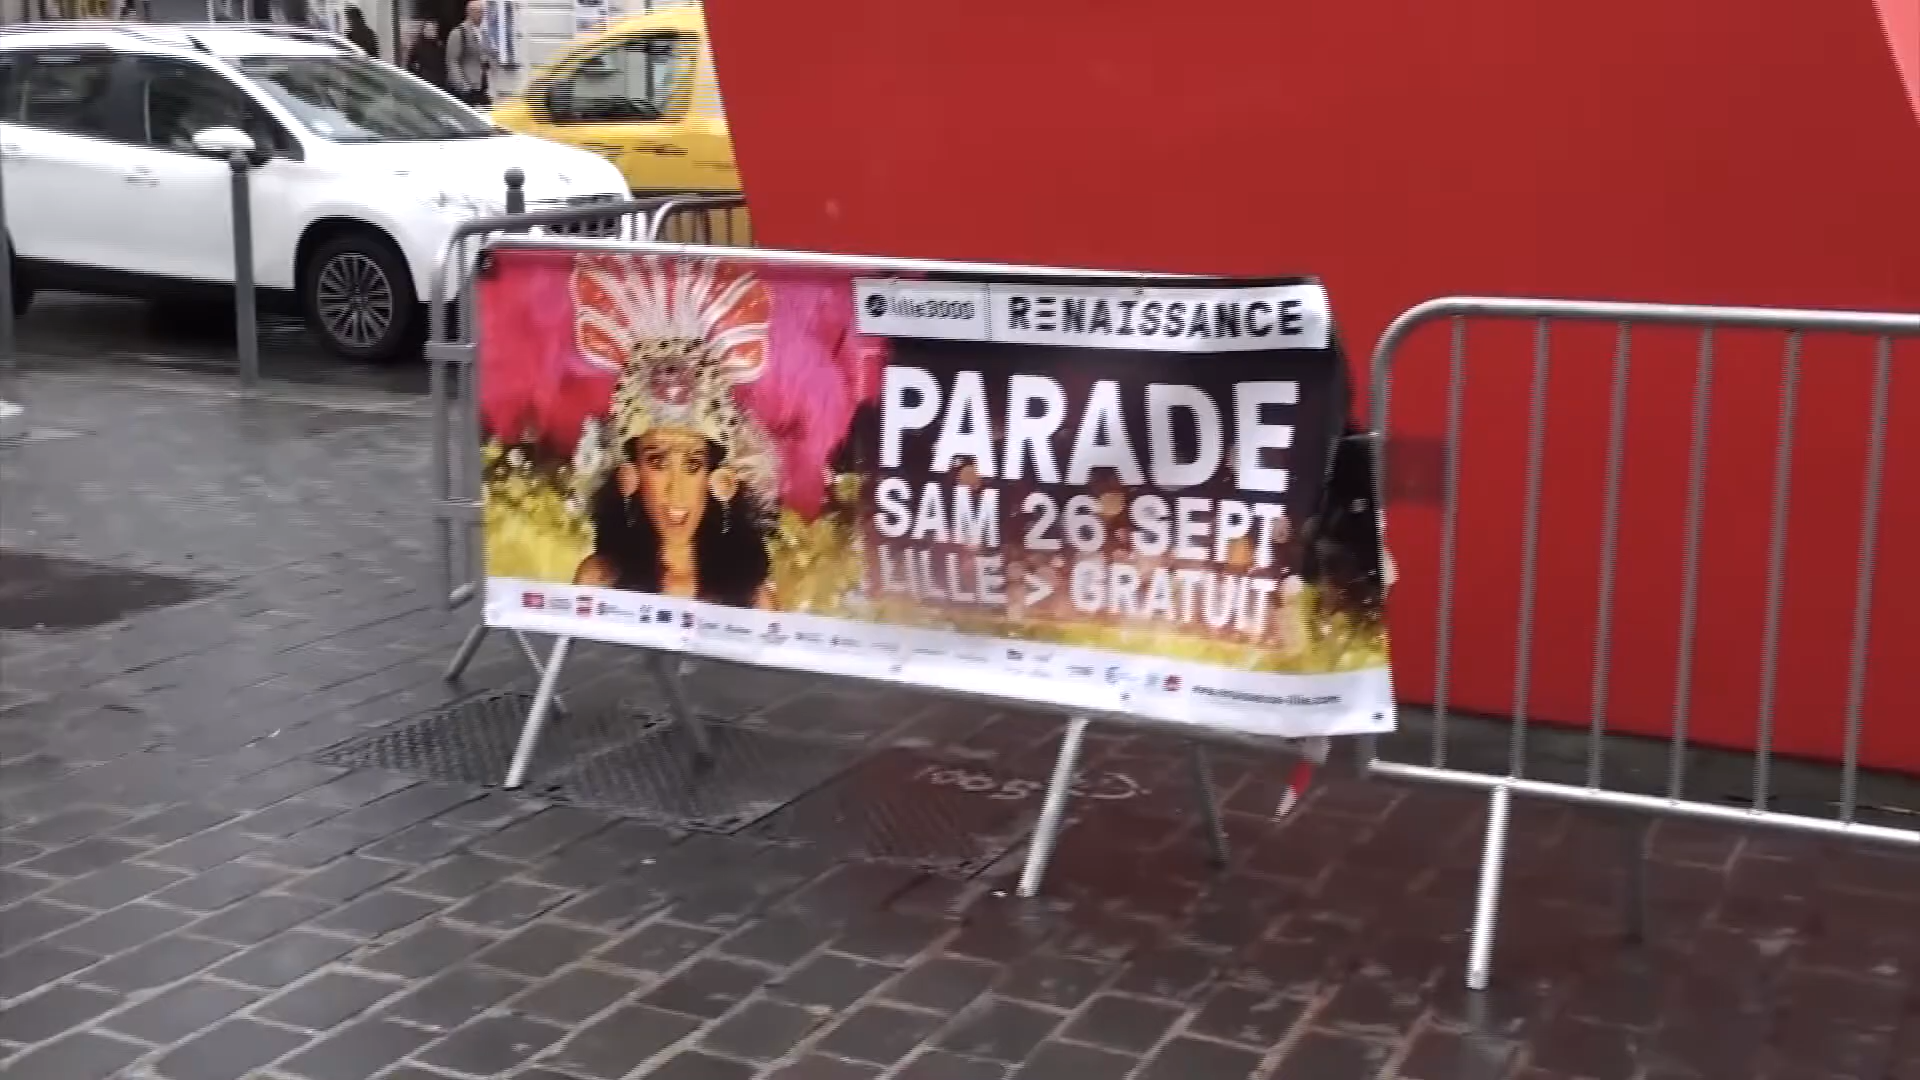 lille3000
RENAISSANCE
PARADE
SAM 26 SEPT
LILLE > GRATUIT